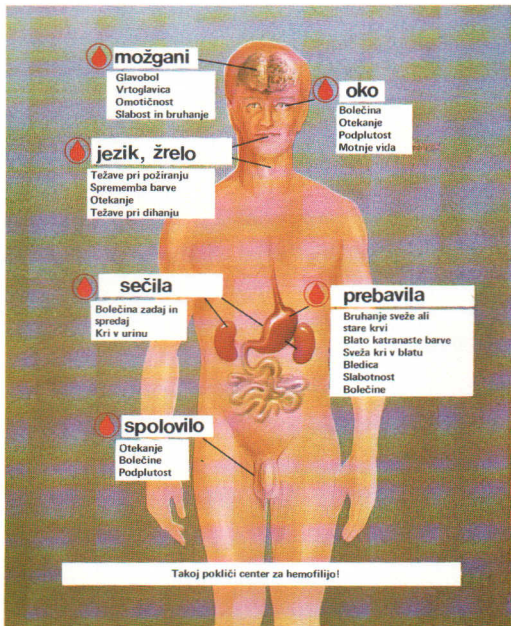 možgani
Glavobol
Vrtoglavica
Omotičnost
Slabost in bruhanje
oko
Bolečina
Otekanje
Podplutost
Motnje vida
jezik, žrelo
Težave pri požiranju
Sprememba barve
Otekanje
Težave pri dihanju
sečila
Bolečina zadaj in
spredaj
Kri v urinu
prebavila
Bruhanje sveže ali
stare krvi
Blato katranaste barve
Sveža kri v blatu
Bledica
Slabotnost
Bolečine
spolovilo
Otekanje
Bolečine
Podplutost
Takoj pokliči center za hemofilijo!